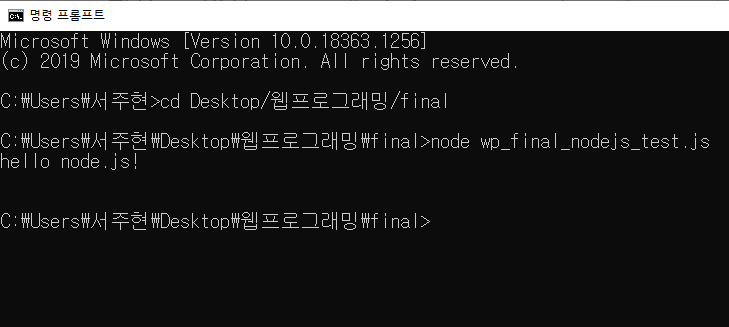 명령 프롬프트
Microsoft Windows [Version 10.0.18363.1256]
(c) 2019 Microsoft Corporation. All rights reserved.
C:₩Users₩서주현>cd Desktop/웹프로그래밍/final
C:₩Users₩서주현₩Desktop₩웹프로그래밍₩final>node wp_final_nodejs_test.js
hello node.js!
C:₩Users₩서주현₩Desktop₩웹프로그래밍₩final>